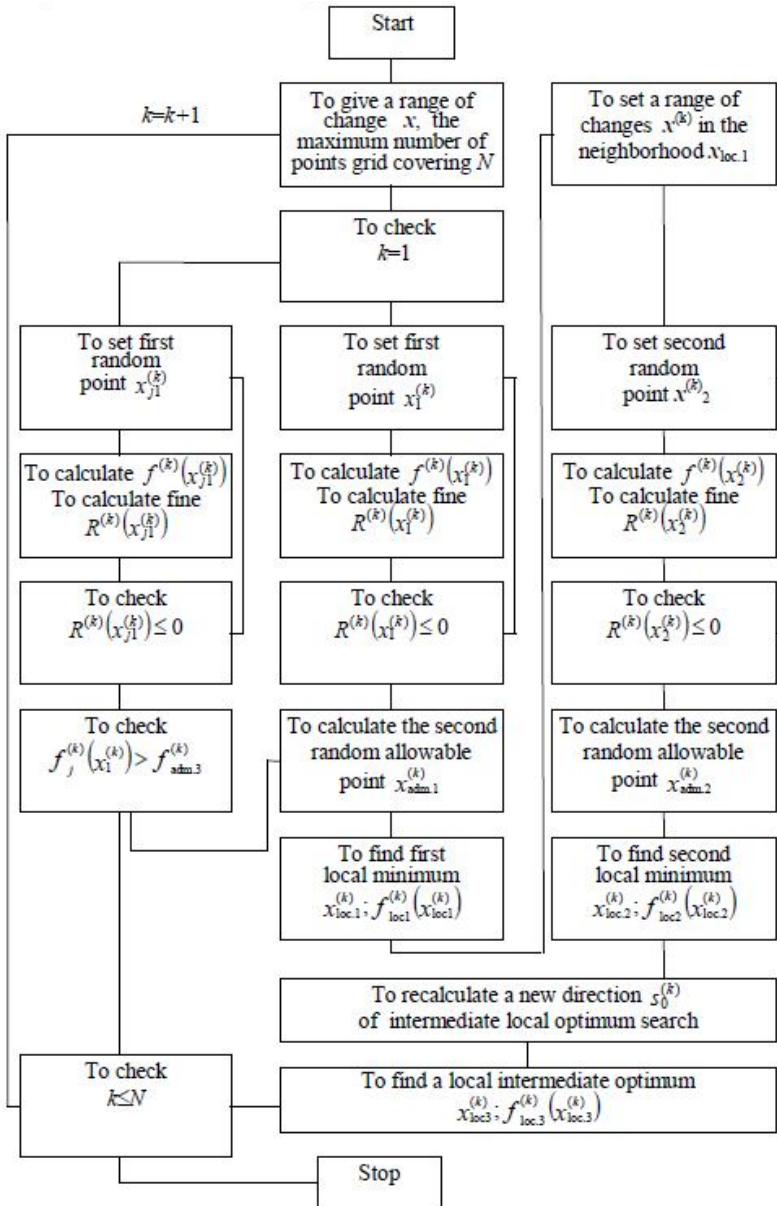 Start
k=k+1
To give a range of
change x, the
maximum number of
points grid covering N
To set a range of
changes x^(k) in the
neighborhood x_loc.1
To check
k=1
To set first
random
point x_j1^(k)
To set first
random
point x_1^(k)
To set second
random
point x^(k)_2
To calculate f^(k)(x_j1^(k))
To calculate fine
R^(k)(x_j1^(k))
To calculate f^(k)(x_1^(k))
To calculate fine
R^(k)(x_1^(k))
To calculate f^(k)(x_2^(k))
To calculate fine
R^(k)(x_2^(k))
To check
R^(k)(x_j1^(k)) ≤ 0
To check
R^(k)(x_1^(k)) ≤ 0
To check
R^(k)(x_2^(k)) ≤ 0
To check
f_j^(k)(x_1^(k)) > f_adm.3^(k)
To calculate the second
random allowable
point x_adm.1^(k)
To calculate the second
random allowable
point x_adm.2^(k)
To find first
local minimum
x_loc.1^(k); f_loc1^(k)(x_loc1^(k))
To find second
local minimum
x_loc.2^(k); f_loc2^(k)(x_loc.2^(k))
To recalculate a new direction s_0^(k)
of intermediate local optimum search
To check
k≤N
To find a local intermediate optimum
x_loc3^(k); f_loc.3^(k)(x_loc.3^(k))
Stop